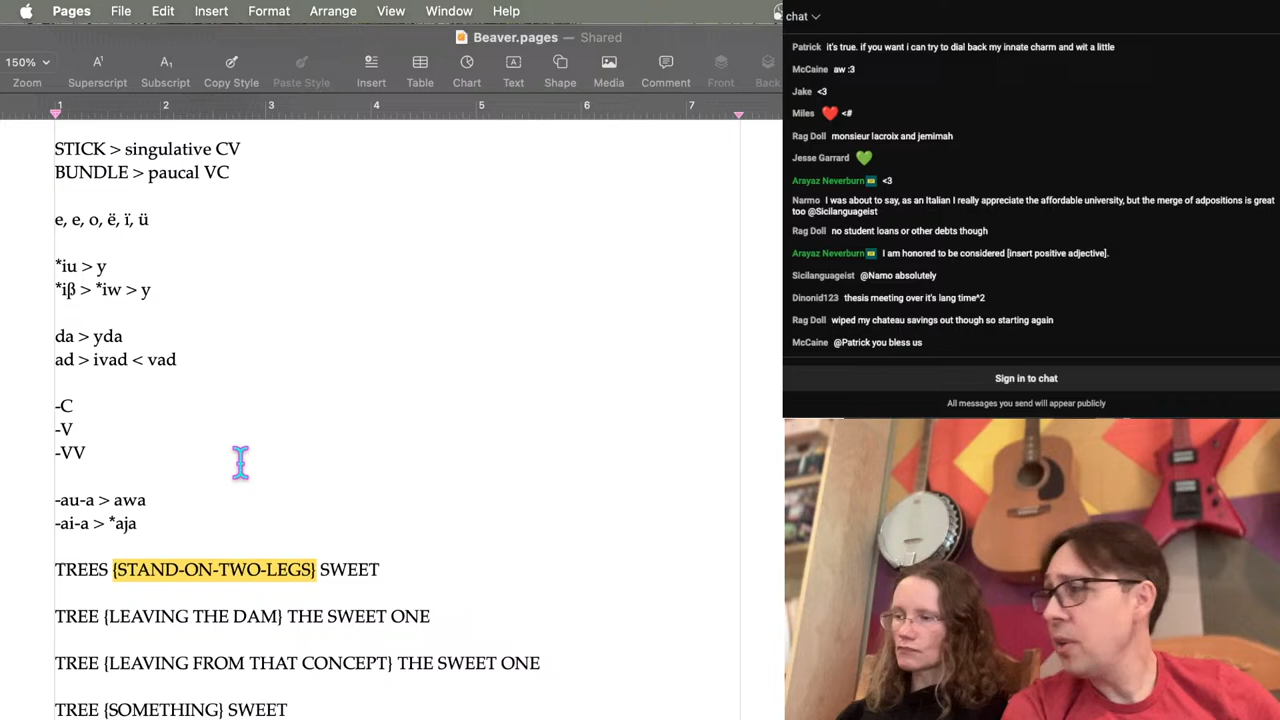 Pages File Edit Insert Format Arrange View Window Help
Beaver.pages — Shared
150%
Zoom Superscript Subscript Copy Style Paste Style Insert Table Chart Text Shape Media Comment Front Back
1 2 3 4 5 6 7
STICK > singulative CV
BUNDLE > paucal VC
e, e, o, ë, ï, ü
*iu > y
*iβ > *iw > y
da > yda
ad > ivad < vad
-C
-V
-VV
-au-a > awa
-ai-a > *aja
TREES {STAND-ON-TWO-LEGS} SWEET
TREE {LEAVING THE DAM} THE SWEET ONE
TREE {LEAVING FROM THAT CONCEPT} THE SWEET ONE
TREE {SOMETHING} SWEET
chat
Patrick it's true. if you want i can try to dial back my innate charm and wit a little
McCaine aw :3
Jake <3
Miles ❤️ <#
Rag Doll monsieur lacroix and jemimah
Jesse Garrard 💚
Arayaz Neverburn <3
Narmo I was about to say, as an Italian I really appreciate the affordable university, but the merge of adpositions is great
too @Sicilanguageist
Rag Doll no student loans or other debts though
Arayaz Neverburn I am honored to be considered [insert positive adjective].
Sicilanguageist @Namo absolutely
Dinonid123 thesis meeting over it's lang time^2
Rag Doll wiped my chateau savings out though so starting again
McCaine @Patrick you bless us
Sign in to chat
All messages you send will appear publicly